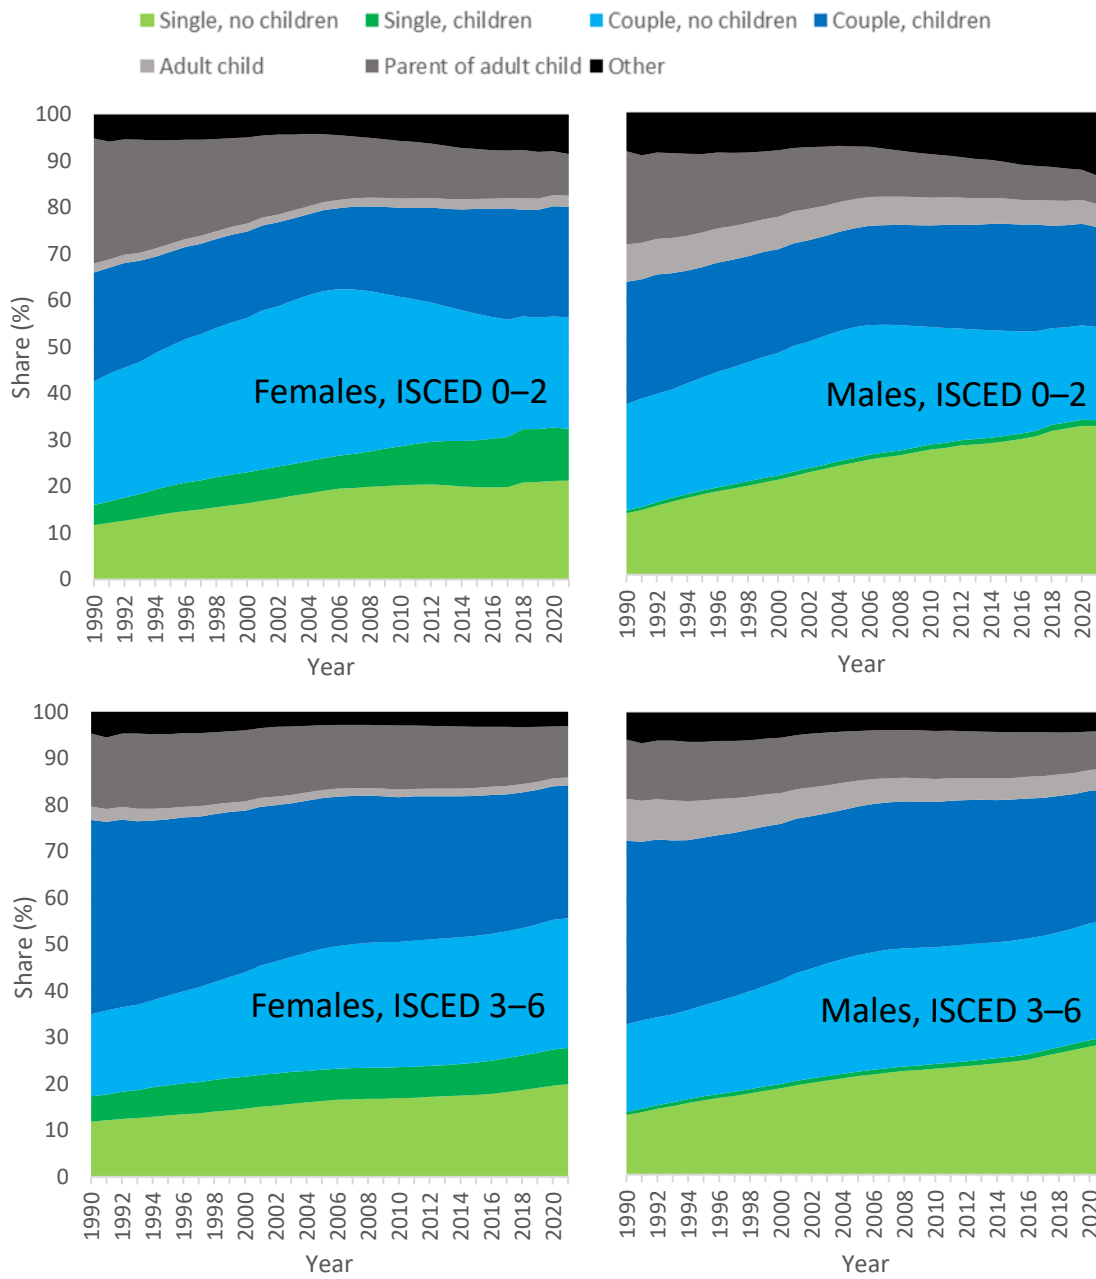 Single, no children Single, children Couple, no children Couple, children
Adult child Parent of adult child Other
Share (%)
100
90
80
70
60
50
40
30
20
10
0
Females, ISCED 0–2
1990 1992 1994 1996 1998 2000 2002 2004 2006 2008 2010 2012 2014 2016 2018 2020
Year
Males, ISCED 0–2
1990 1992 1994 1996 1998 2000 2002 2004 2006 2008 2010 2012 2014 2016 2018 2020
Year
Share (%)
100
90
80
70
60
50
40
30
20
10
0
Females, ISCED 3–6
1990 1992 1994 1996 1998 2000 2002 2004 2006 2008 2010 2012 2014 2016 2018 2020
Year
Males, ISCED 3–6
1990 1992 1994 1996 1998 2000 2002 2004 2006 2008 2010 2012 2014 2016 2018 2020
Year